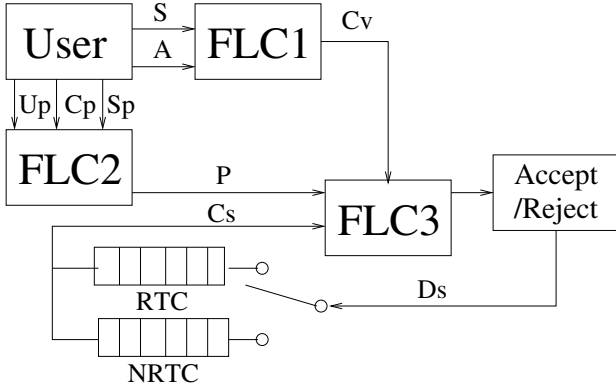 S
Cv
User
FLC1
A
Up
Cp
Sp
FLC2
P
Accept
/Reject
FLC3
Cs
RTC
Ds
NRTC